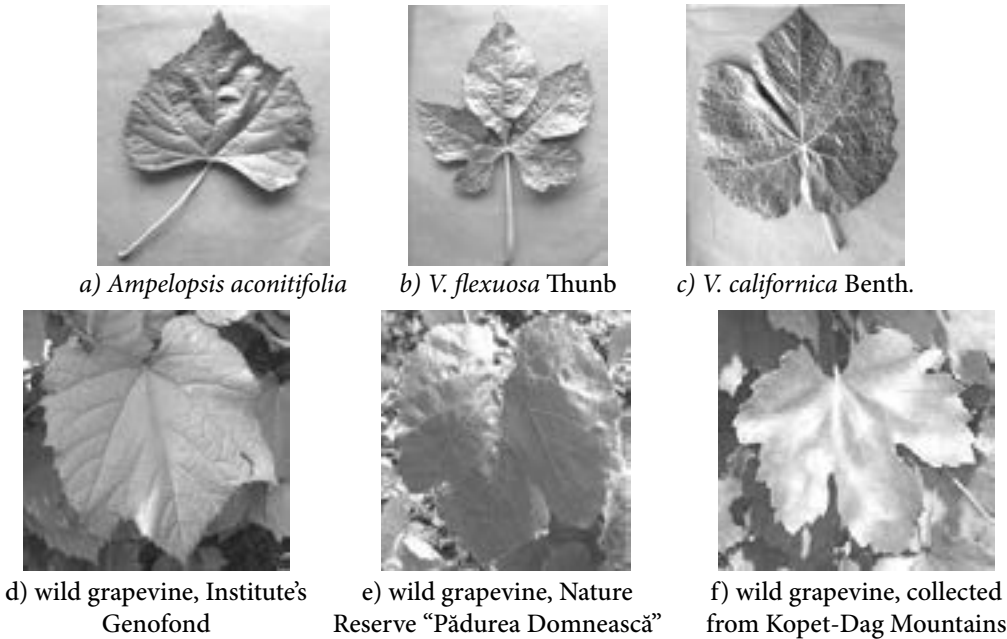 a) Ampelopsis aconitifolia
b) V. flexuosa Thunb
c) V. californica Benth.
d) wild grapevine, Institute’s
Genofond
e) wild grapevine, Nature
Reserve “Pădurea Domnească”
f) wild grapevine, collected
from Kopet-Dag Mountains